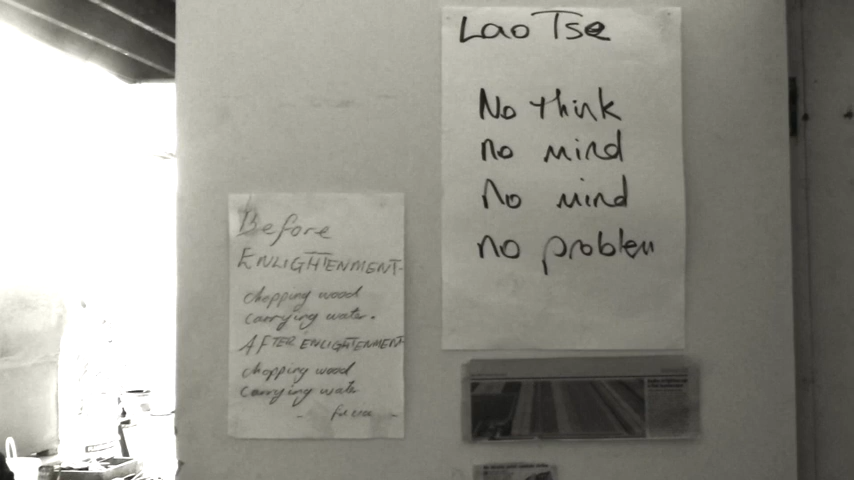 Lao Tse
No think
no mind
No mind
no problem
Before
ENLIGHTENMENT-
chopping wood
carrying water.
AFTER ENLIGHTENMENT
chopping wood
carrying wate